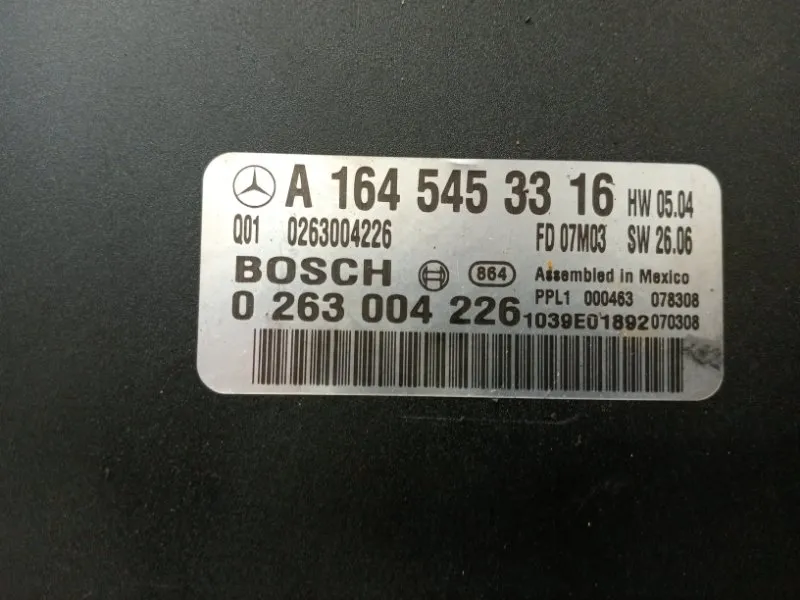 A 164 545 33 16 HW 05.04
Q01 0263004226 FD 07M03 SW 26.06
BOSCH 864 Assembled in Mexico
0 263 004 226 PPL1 000463 078308
1039E01892 070308